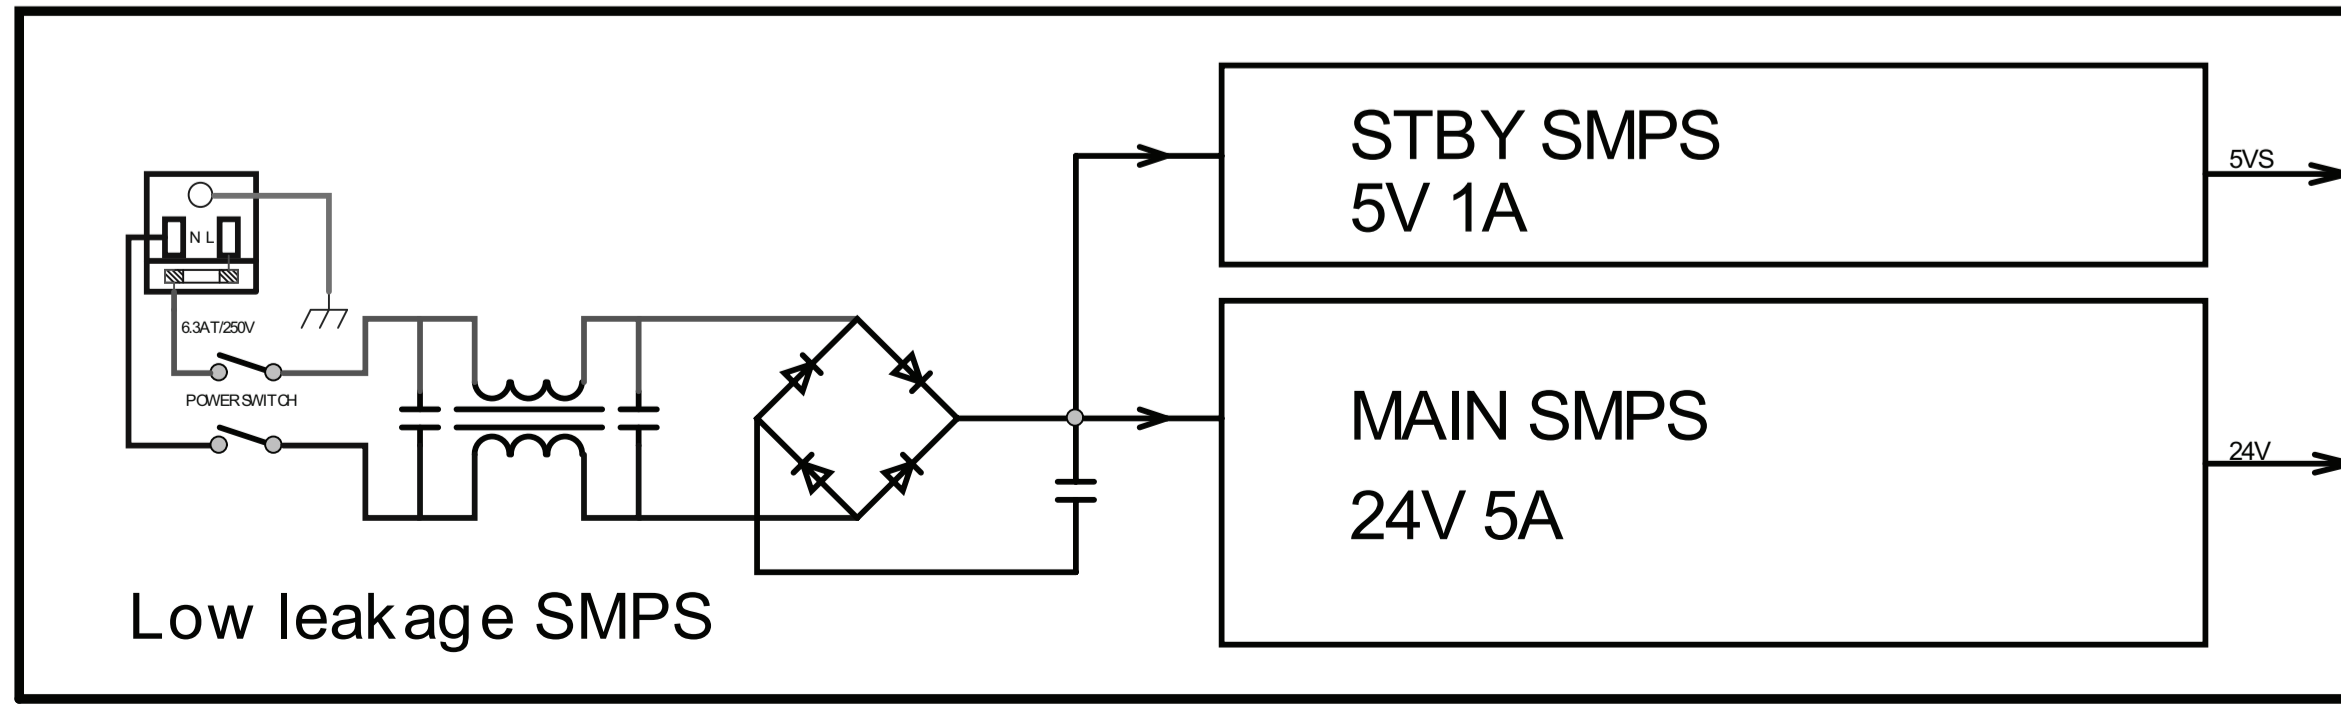 STBY SMPS
5V 1A
5VS
N L
6.3AT/250V
POWER SWITCH
MAIN SMPS
24V 5A
24V
Low leakage SMPS